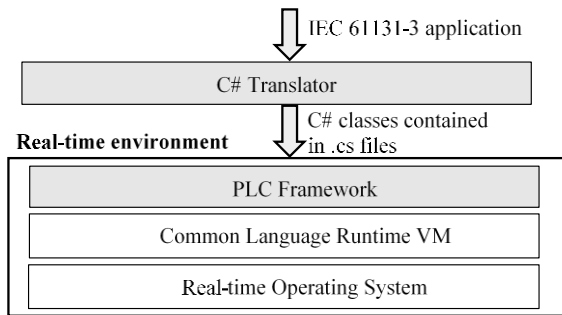 IEC 61131-3 application
C# Translator
C# classes contained
in .cs files
Real-time environment
PLC Framework
Common Language Runtime VM
Real-time Operating System